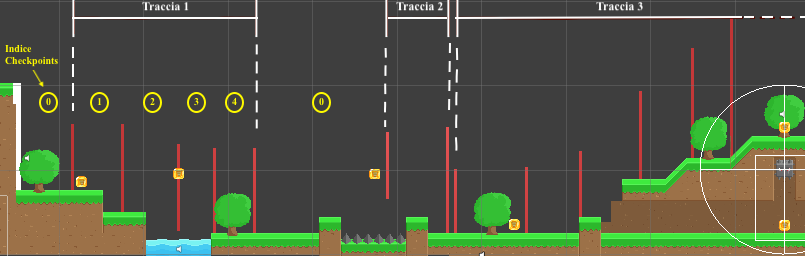 Traccia 1
Traccia 2
Traccia 3
Indice
Checkpoints
0
1
2
3
4
0